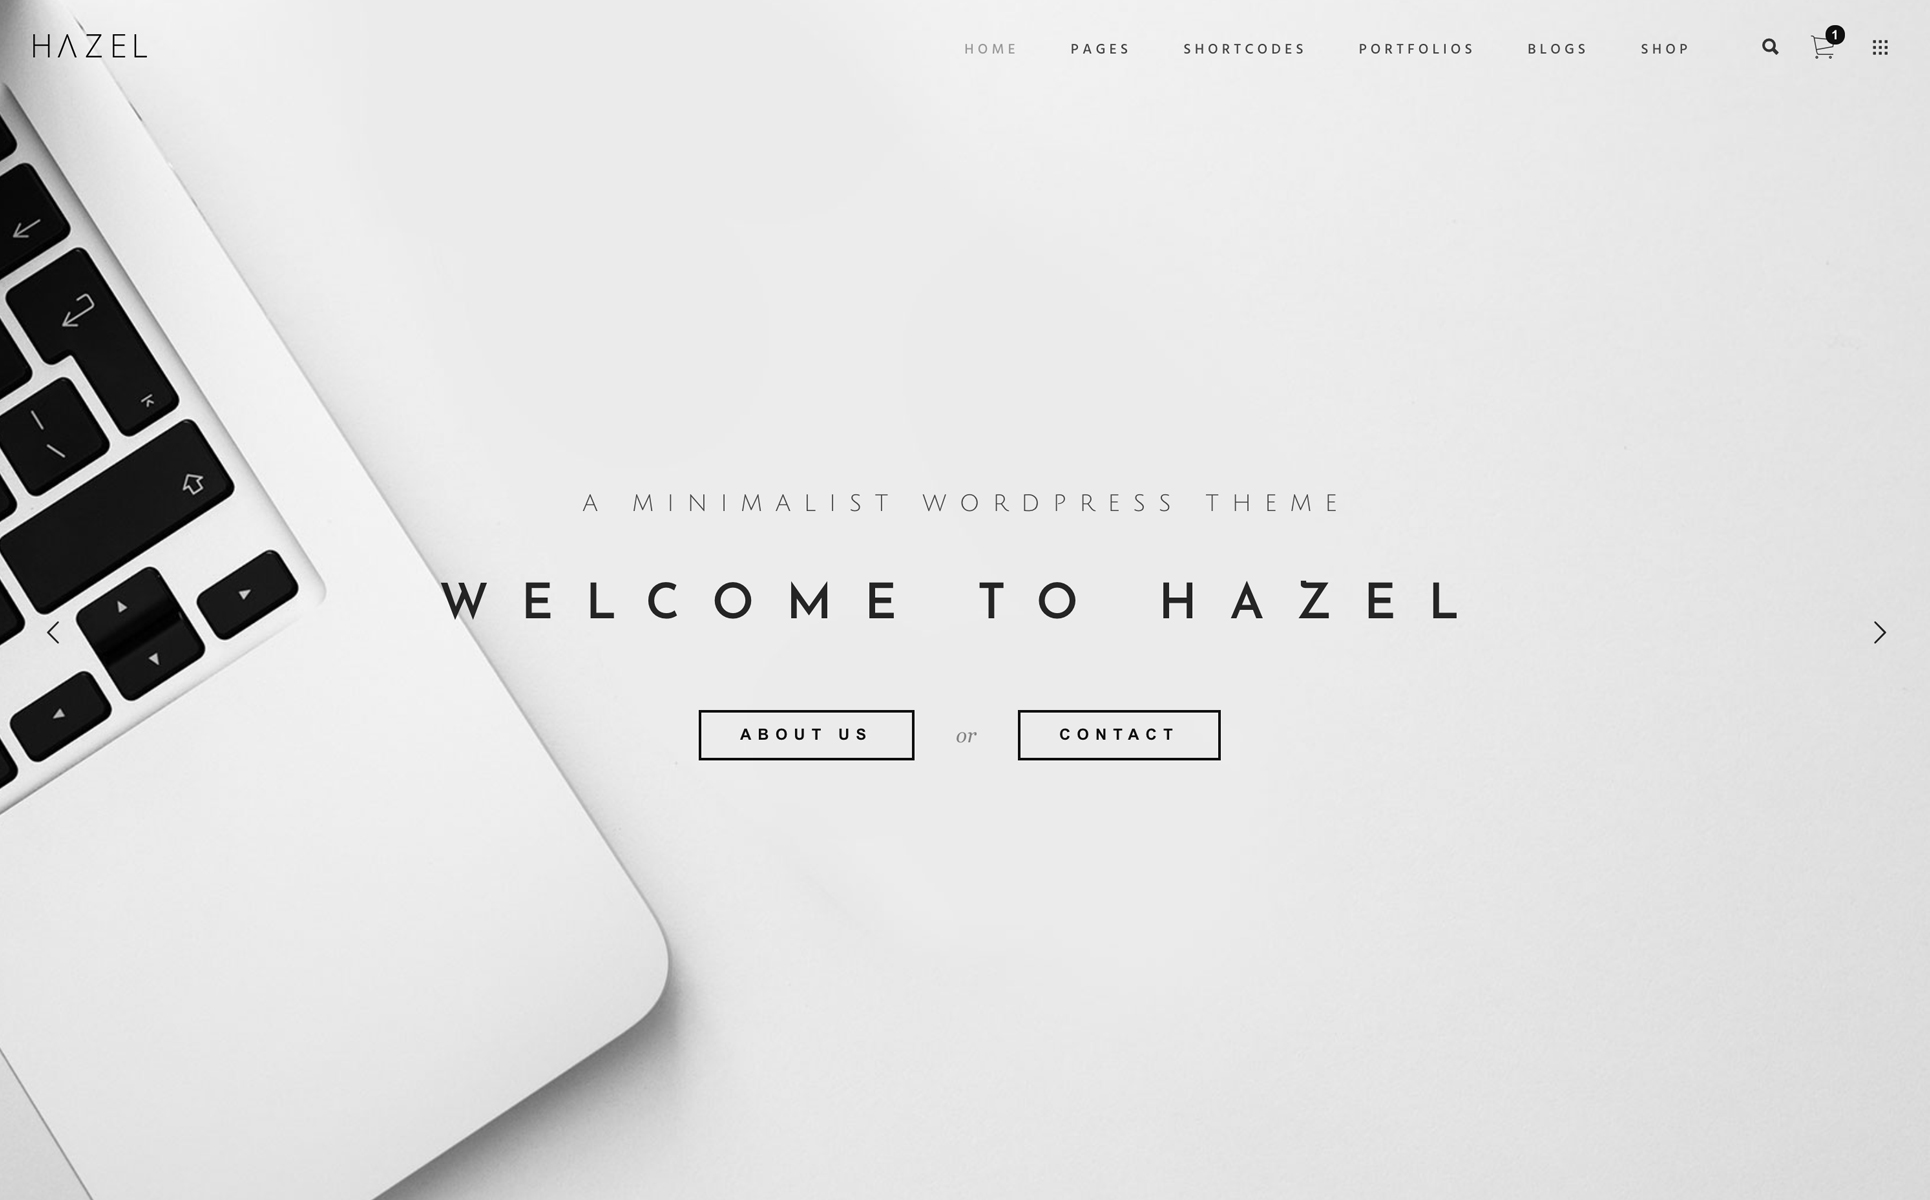 HAZEL
HOME PAGES SHORTCODES PORTFOLIOS BLOGS SHOP 1
A MINIMALIST WORDPRESS THEME
WELCOME TO HAZEL
ABOUT US or CONTACT